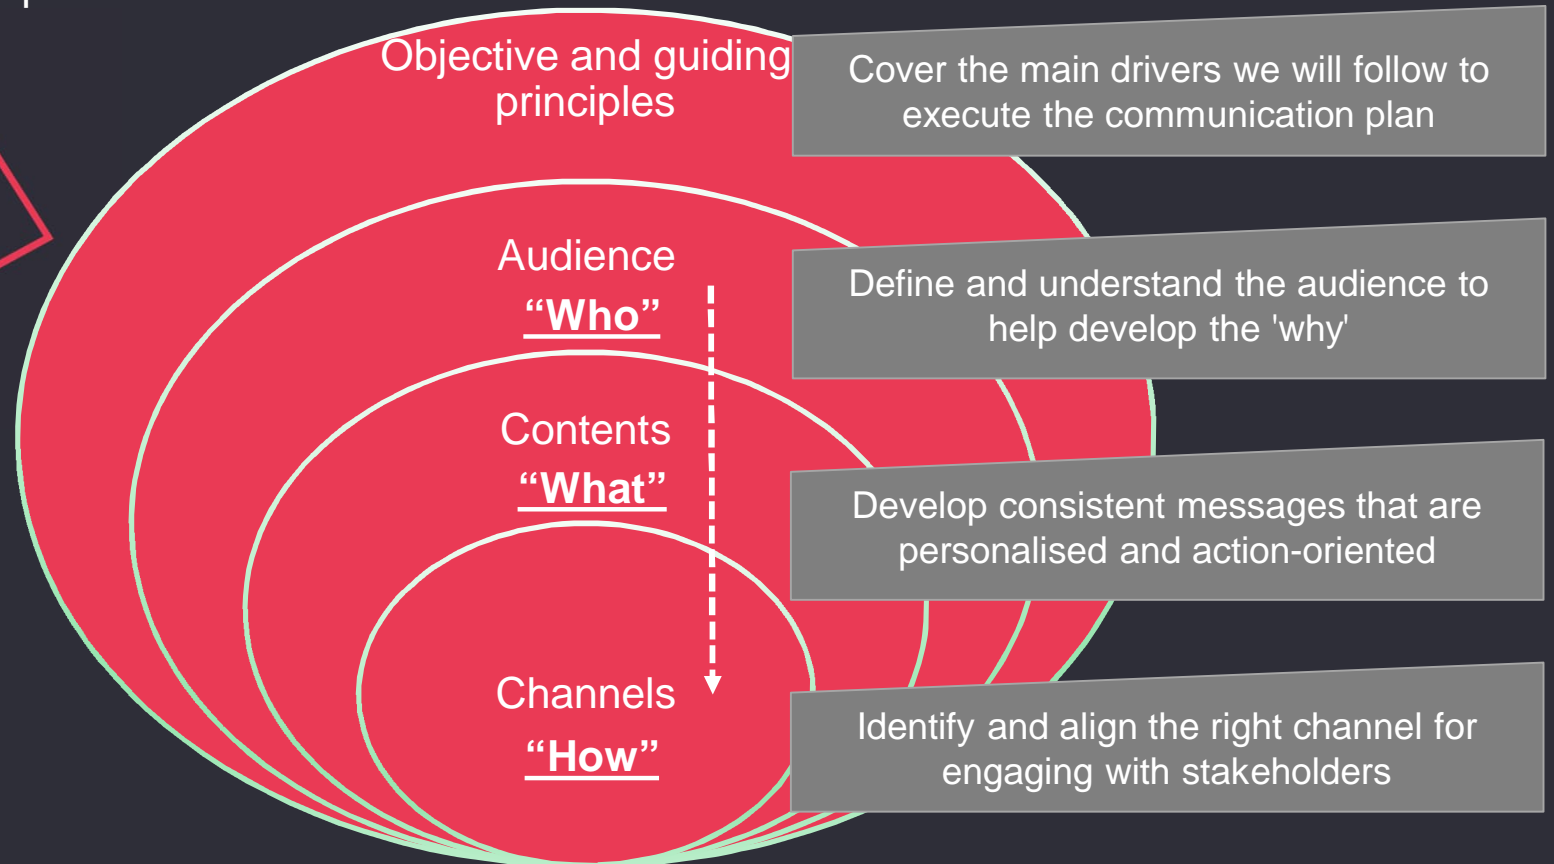 Objective and guiding
principles
Cover the main drivers we will follow to
execute the communication plan
Audience
“Who”
Define and understand the audience to
help develop the 'why'
Contents
“What”
Develop consistent messages that are
personalised and action-oriented
Channels
“How”
Identify and align the right channel for
engaging with stakeholders